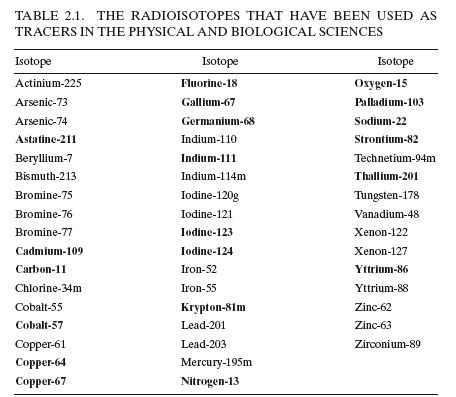 TABLE 2.1. THE RADIOISOTOPES THAT HAVE BEEN USED AS
TRACERS IN THE PHYSICAL AND BIOLOGICAL SCIENCES
Isotope Isotope Isotope
Actinium-225 Fluorine-18 Oxygen-15
Arsenic-73 Gallium-67 Palladium-103
Arsenic-74 Germanium-68 Sodium-22
Astatine-211 Indium-110 Strontium-82
Beryllium-7 Indium-111 Technetium-94m
Bismuth-213 Indium-114m Thallium-201
Bromine-75 Iodine-120g Tungsten-178
Bromine-76 Iodine-121 Vanadium-48
Bromine-77 Iodine-123 Xenon-122
Cadmium-109 Iodine-124 Xenon-127
Carbon-11 Iron-52 Yttrium-86
Chlorine-34m Iron-55 Yttrium-88
Cobalt-55 Krypton-81m Zinc-62
Cobalt-57 Lead-201 Zinc-63
Copper-61 Lead-203 Zirconium-89
Copper-64 Mercury-195m
Copper-67 Nitrogen-13